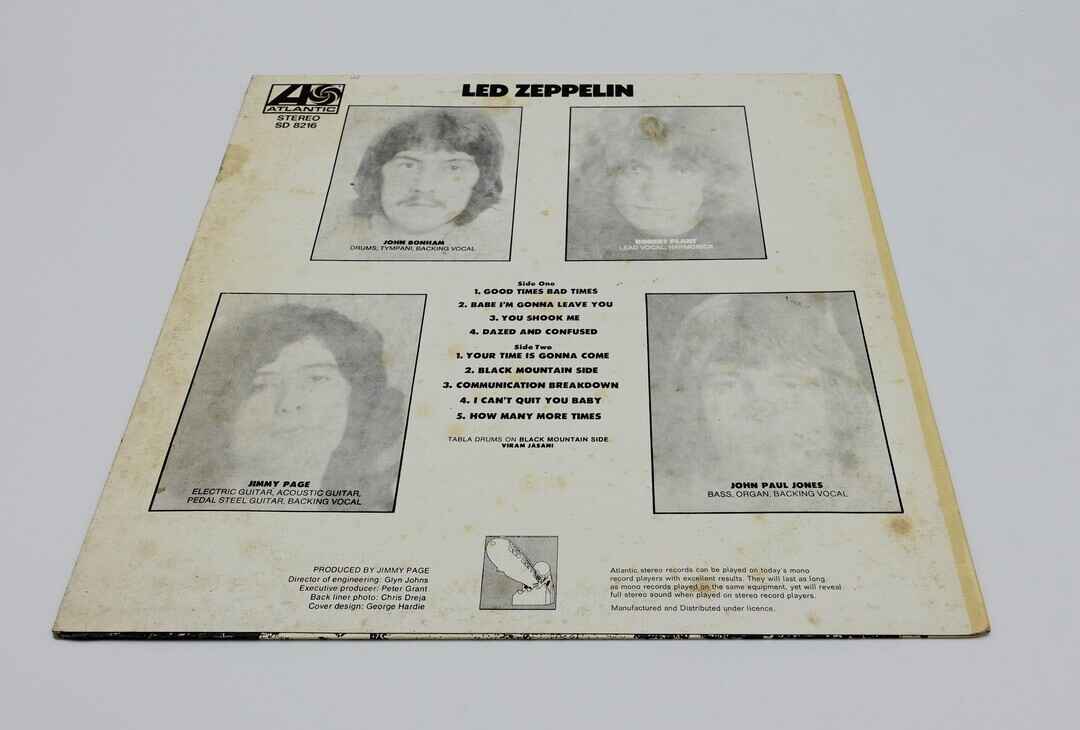 LED ZEPPELIN
ATLANTIC
STEREO
SD 8216
JOHN BONHAM
DRUMS, TYMPANI, BACKING VOCAL
ROBERT PLANT
LEAD VOCAL, HARMONICA
Side One
1. GOOD TIMES BAD TIMES
2. BABE I'M GONNA LEAVE YOU
3. YOU SHOOK ME
4. DAZED AND CONFUSED
Side Two
1. YOUR TIME IS GONNA COME
2. BLACK MOUNTAIN SIDE
3. COMMUNICATION BREAKDOWN
4. I CAN'T QUIT YOU BABY
5. HOW MANY MORE TIMES
TABLA DRUMS ON BLACK MOUNTAIN SIDE
VIRAM JASANI
JIMMY PAGE
ELECTRIC GUITAR, ACOUSTIC GUITAR,
PEDAL STEEL GUITAR, BACKING VOCAL
JOHN PAUL JONES
BASS, ORGAN, BACKING VOCAL
PRODUCED BY JIMMY PAGE
Director of engineering: Glyn Johns
Executive producer: Peter Grant
Back liner photo: Chris Dreja
Cover design: George Hardie
Atlantic stereo records can be played on today's mono
record players with excellent results. They will last as long
as mono records played on the same equipment, yet will reveal
full stereo sound when played on stereo record players.
Manufactured and Distributed under licence.